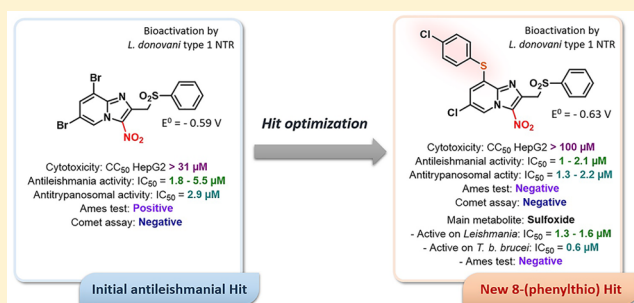 Bioactivation by
L. donovani type 1 NTR
Br
N
O2S
N
Br
NO2
E⁰ = - 0.59 V
Cytotoxicity: CC50 HepG2 > 31 µM
Antileishmania activity: IC50 = 1.8 - 5.5 µM
Antitrypanosomal activity: IC50 = 2.9 µM
Ames test: Positive
Comet assay: Negative
Initial antileishmanial Hit
Hit optimization
Bioactivation by
L. donovani type 1 NTR
Cl
S
N
O2S
N
Cl
NO2
E⁰ = - 0.63 V
Cytotoxicity: CC50 HepG2 > 100 µM
Antileishmanial activity: IC50 = 1 - 2.1 µM
Antitrypanosomal actity: IC50 = 1.3 - 2.2 µM
Ames test: Negative
Comet assay: Negative
Main metabolite: Sulfoxide
- Active on Leishmania: IC50 = 1.3 - 1.6 µM
- Active on T. b. brucei: IC50 = 0.6 µM
- Ames test: Negative
New 8-(phenylthio) Hit